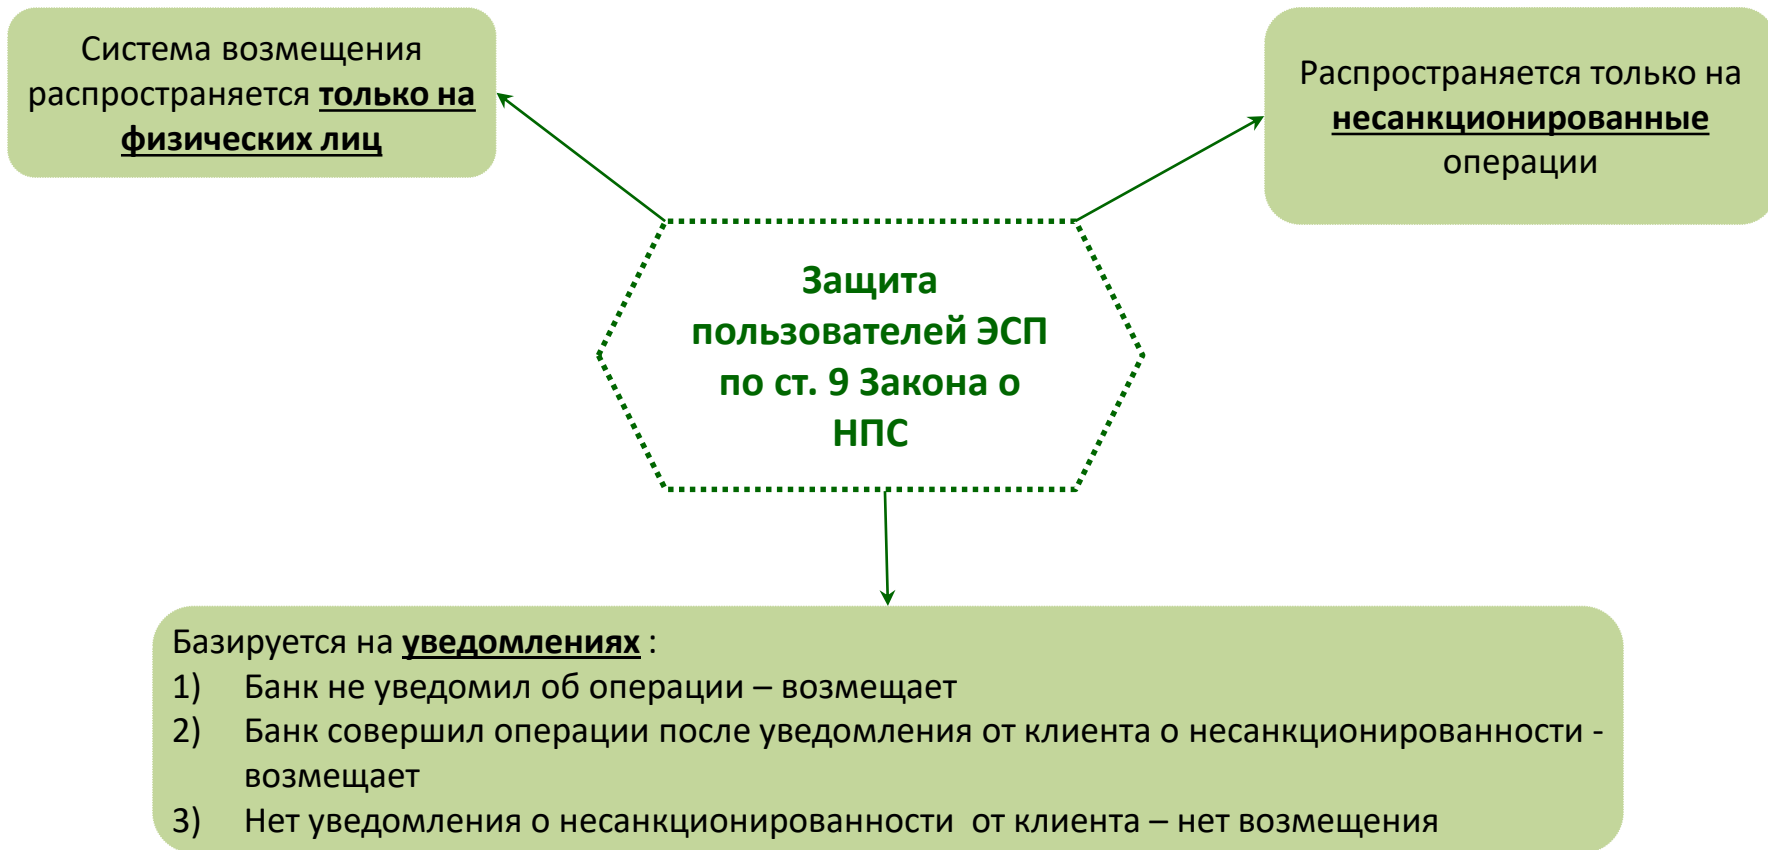 Система возмещения
распространяется только на
физических лиц
Распространяется только на
несанкционированные
операции
Защита
пользователей ЭСП
по ст. 9 Закона о
НПС
Базируется на уведомлениях :
1) Банк не уведомил об операции – возмещает
2) Банк совершил операции после уведомления от клиента о несанкционированности -
возмещает
3) Нет уведомления о несанкционированности от клиента – нет возмещения